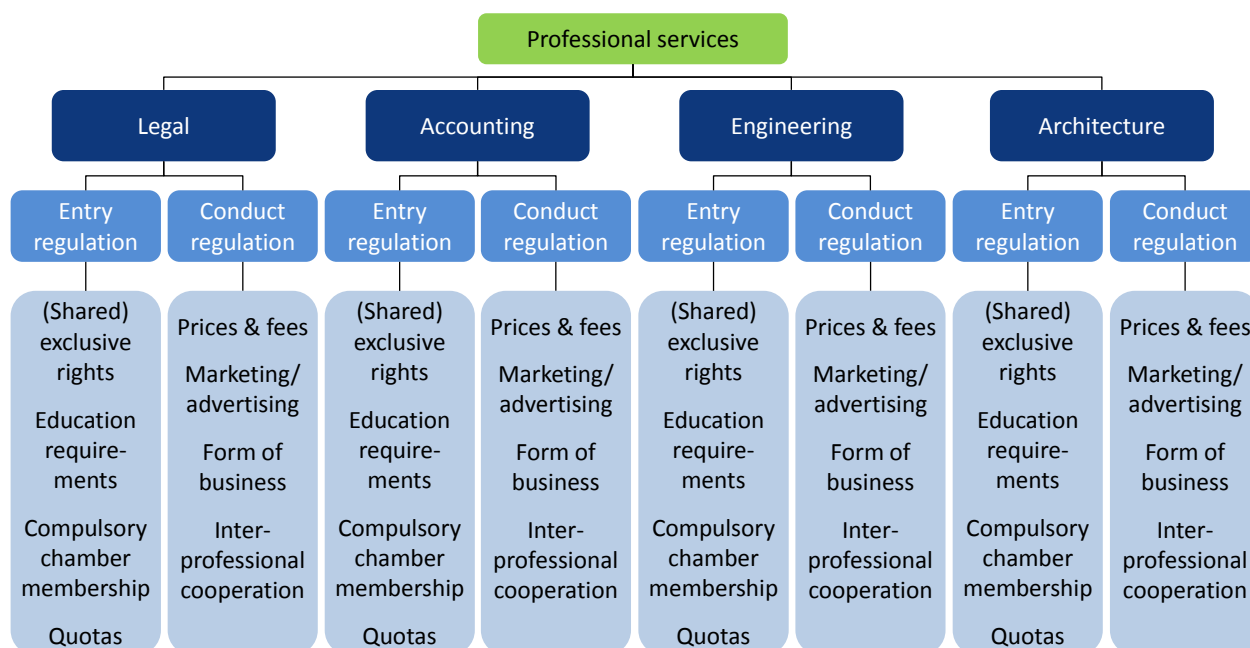 Professional services
Legal
Accounting
Engineering
Architecture
Entry
regulation
Conduct
regulation
Entry
regulation
Conduct
regulation
Entry
regulation
Conduct
regulation
Entry
regulation
Conduct
regulation
(Shared)
exclusive
rights
Education
require-
ments
Compulsory
chamber
membership
Quotas
Prices & fees
Marketing/
advertising
Form of
business
Inter-
professional
cooperation
(Shared)
exclusive
rights
Education
require-
ments
Compulsory
chamber
membership
Quotas
Prices & fees
Marketing/
advertising
Form of
business
Inter-
professional
cooperation
(Shared)
exclusive
rights
Education
require-
ments
Compulsory
chamber
membership
Quotas
Prices & fees
Marketing/
advertising
Form of
business
Inter-
professional
cooperation
(Shared)
exclusive
rights
Education
require-
ments
Compulsory
chamber
membership
Quotas
Prices & fees
Marketing/
advertising
Form of
business
Inter-
professional
cooperation